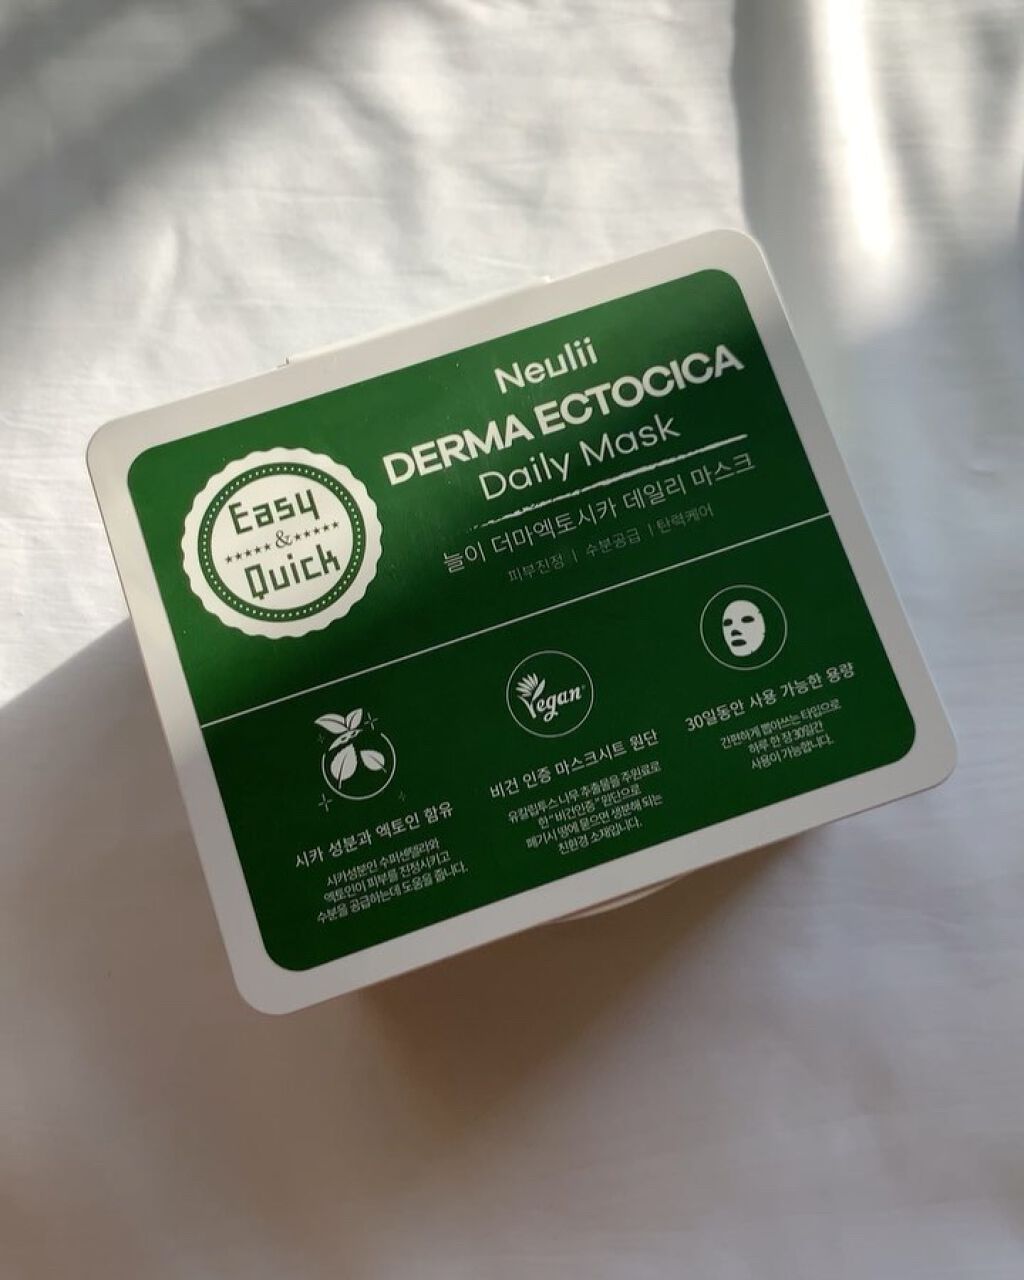 Neulii
DERMA ECTOCICA
Daily Mask
늘이 더마엑토시카 데일리 마스크
피부진정 | 수분공급 | 탄력케어
Easy
&
Quick
시카 성분과 엑토인 함유
시카성분인 수퍼센텔라와
엑토인이 피부를 진정시키고
수분을 공급하는데 도움을 줍니다.
Vegan
비건 인증 마스크시트 원단
유칼립투스 나무 추출물을 주원료로
한 "비건인증" 원단으로
폐기시 땅에 묻으면 생분해 되는
친환경 소재입니다.
30일동안 사용 가능한 용량
간편하게 뽑아쓰는 타입으로
하루 한 장 30일간
사용이 가능합니다.